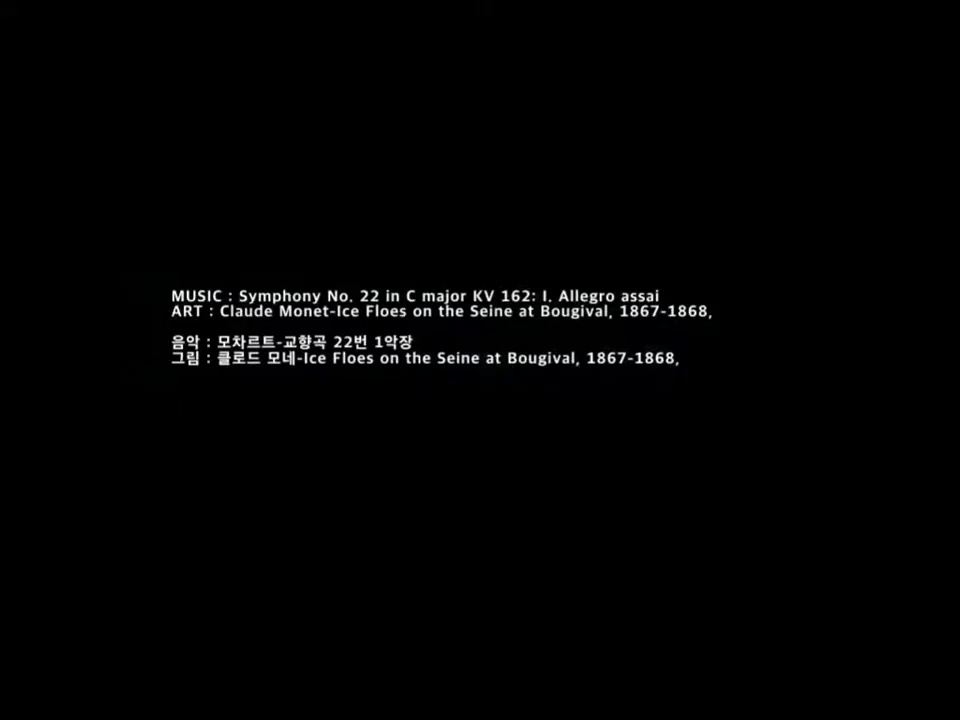 MUSIC : Symphony No. 22 in C major KV 162: I. Allegro assai
ART : Claude Monet-Ice Floes on the Seine at Bougival, 1867-1868,
음악 : 모차르트-교향곡 22번 1악장
그림 : 클로드 모네-Ice Floes on the Seine at Bougival, 1867-1868,